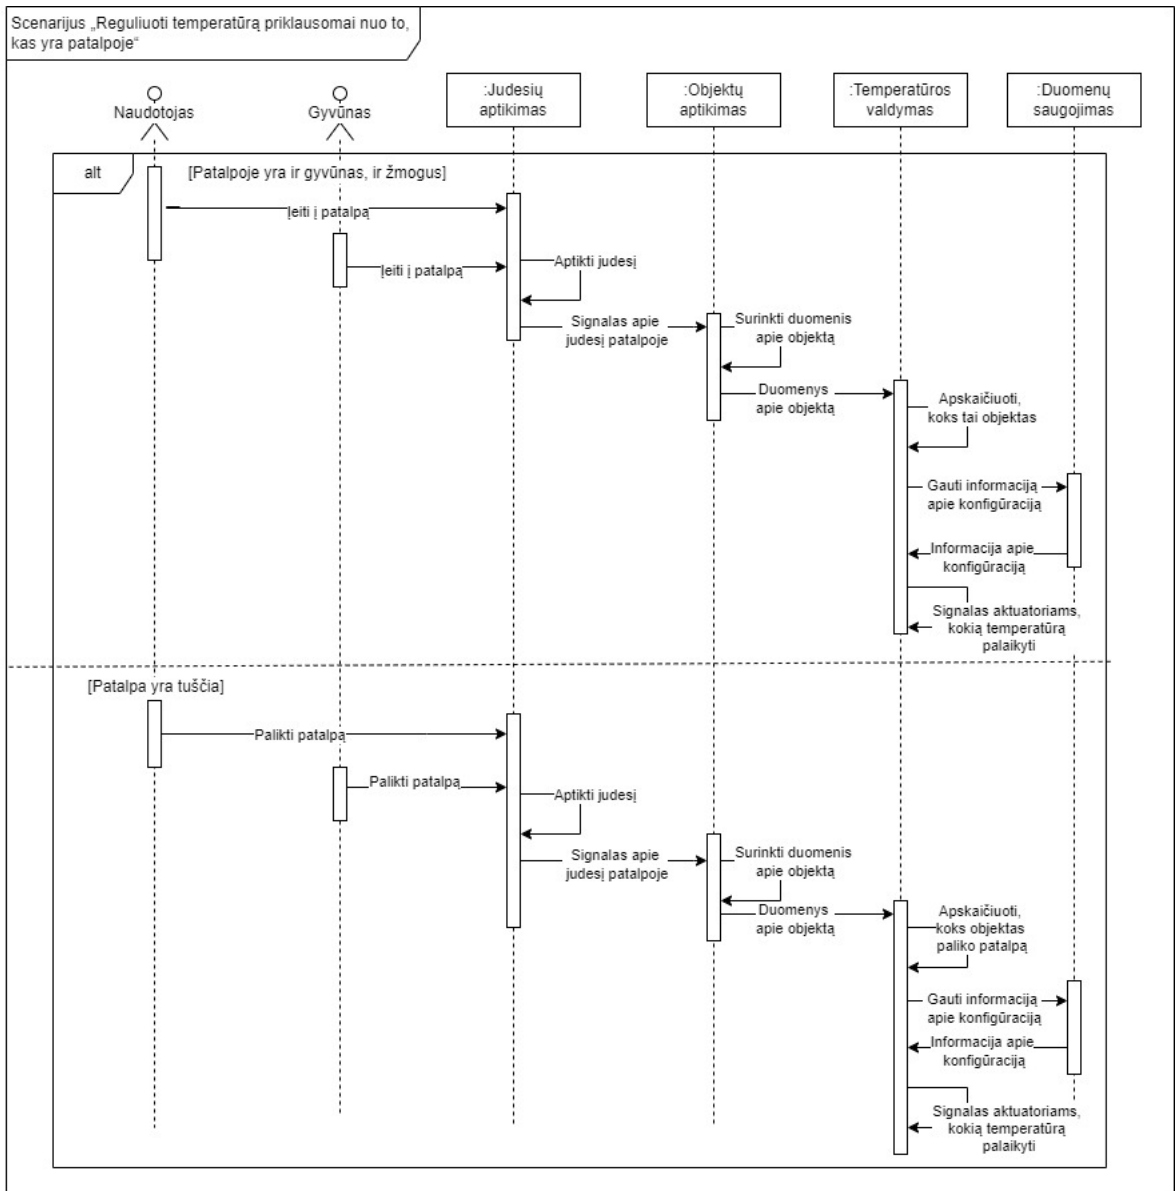 Scenarijus „Reguliuoti temperatūrą priklausomai nuo to,
kas yra patalpoje“
Naudotojas
Gyvūnas
:Judesių
aptikimas
:Objektų
aptikimas
:Temperatūros
valdymas
:Duomenų
saugojimas
alt
[Patalpoje yra ir gyvūnas, ir žmogus]
Įeiti į patalpą
Įeiti į patalpą
Aptikti judesį
Signalas apie
judesį patalpoje
Surinkti duomenis
apie objektą
Duomenys
apie objektą
Apskaičiuoti,
koks tai objektas
Gauti informaciją
apie konfigūraciją
Informacija apie
konfigūraciją
Signalas aktuatoriams,
kokią temperatūrą
palaikyti
[Patalpa yra tuščia]
Palikti patalpą
Palikti patalpą
Aptikti judesį
Signalas apie
judesį patalpoje
Surinkti duomenis
apie objektą
Duomenys
apie objektą
Apskaičiuoti,
koks objektas
paliko patalpą
Gauti informaciją
apie konfigūraciją
Informacija apie
konfigūraciją
Signalas aktuatoriams,
kokią temperatūrą
palaikyti